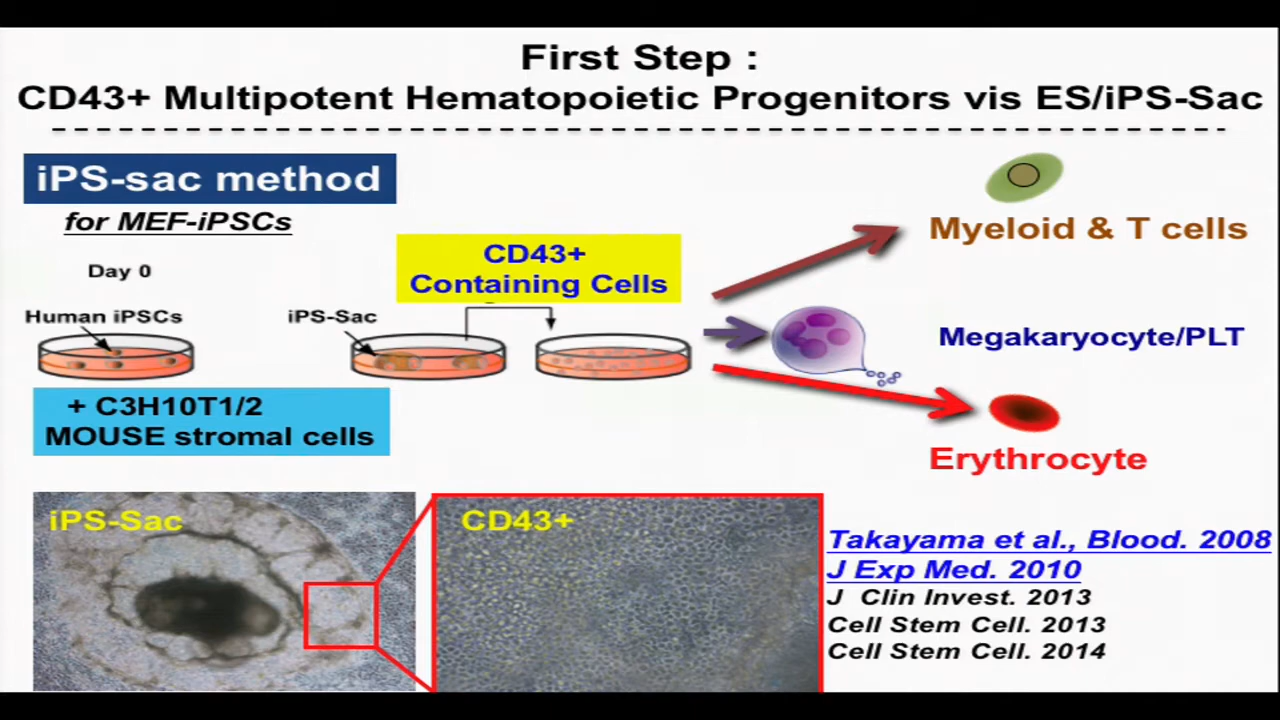 First Step :
CD43+ Multipotent Hematopoietic Progenitors vis ES/iPS-Sac
iPS-sac method
for MEF-iPSCs
Day 0
Human iPSCs
iPS-Sac
CD43+
Containing Cells
+ C3H10T1/2
MOUSE stromal cells
Myeloid & T cells
Megakaryocyte/PLT
Erythrocyte
iPS-Sac
CD43+
Takayama et al., Blood. 2008
J Exp Med. 2010
J Clin Invest. 2013
Cell Stem Cell. 2013
Cell Stem Cell. 2014